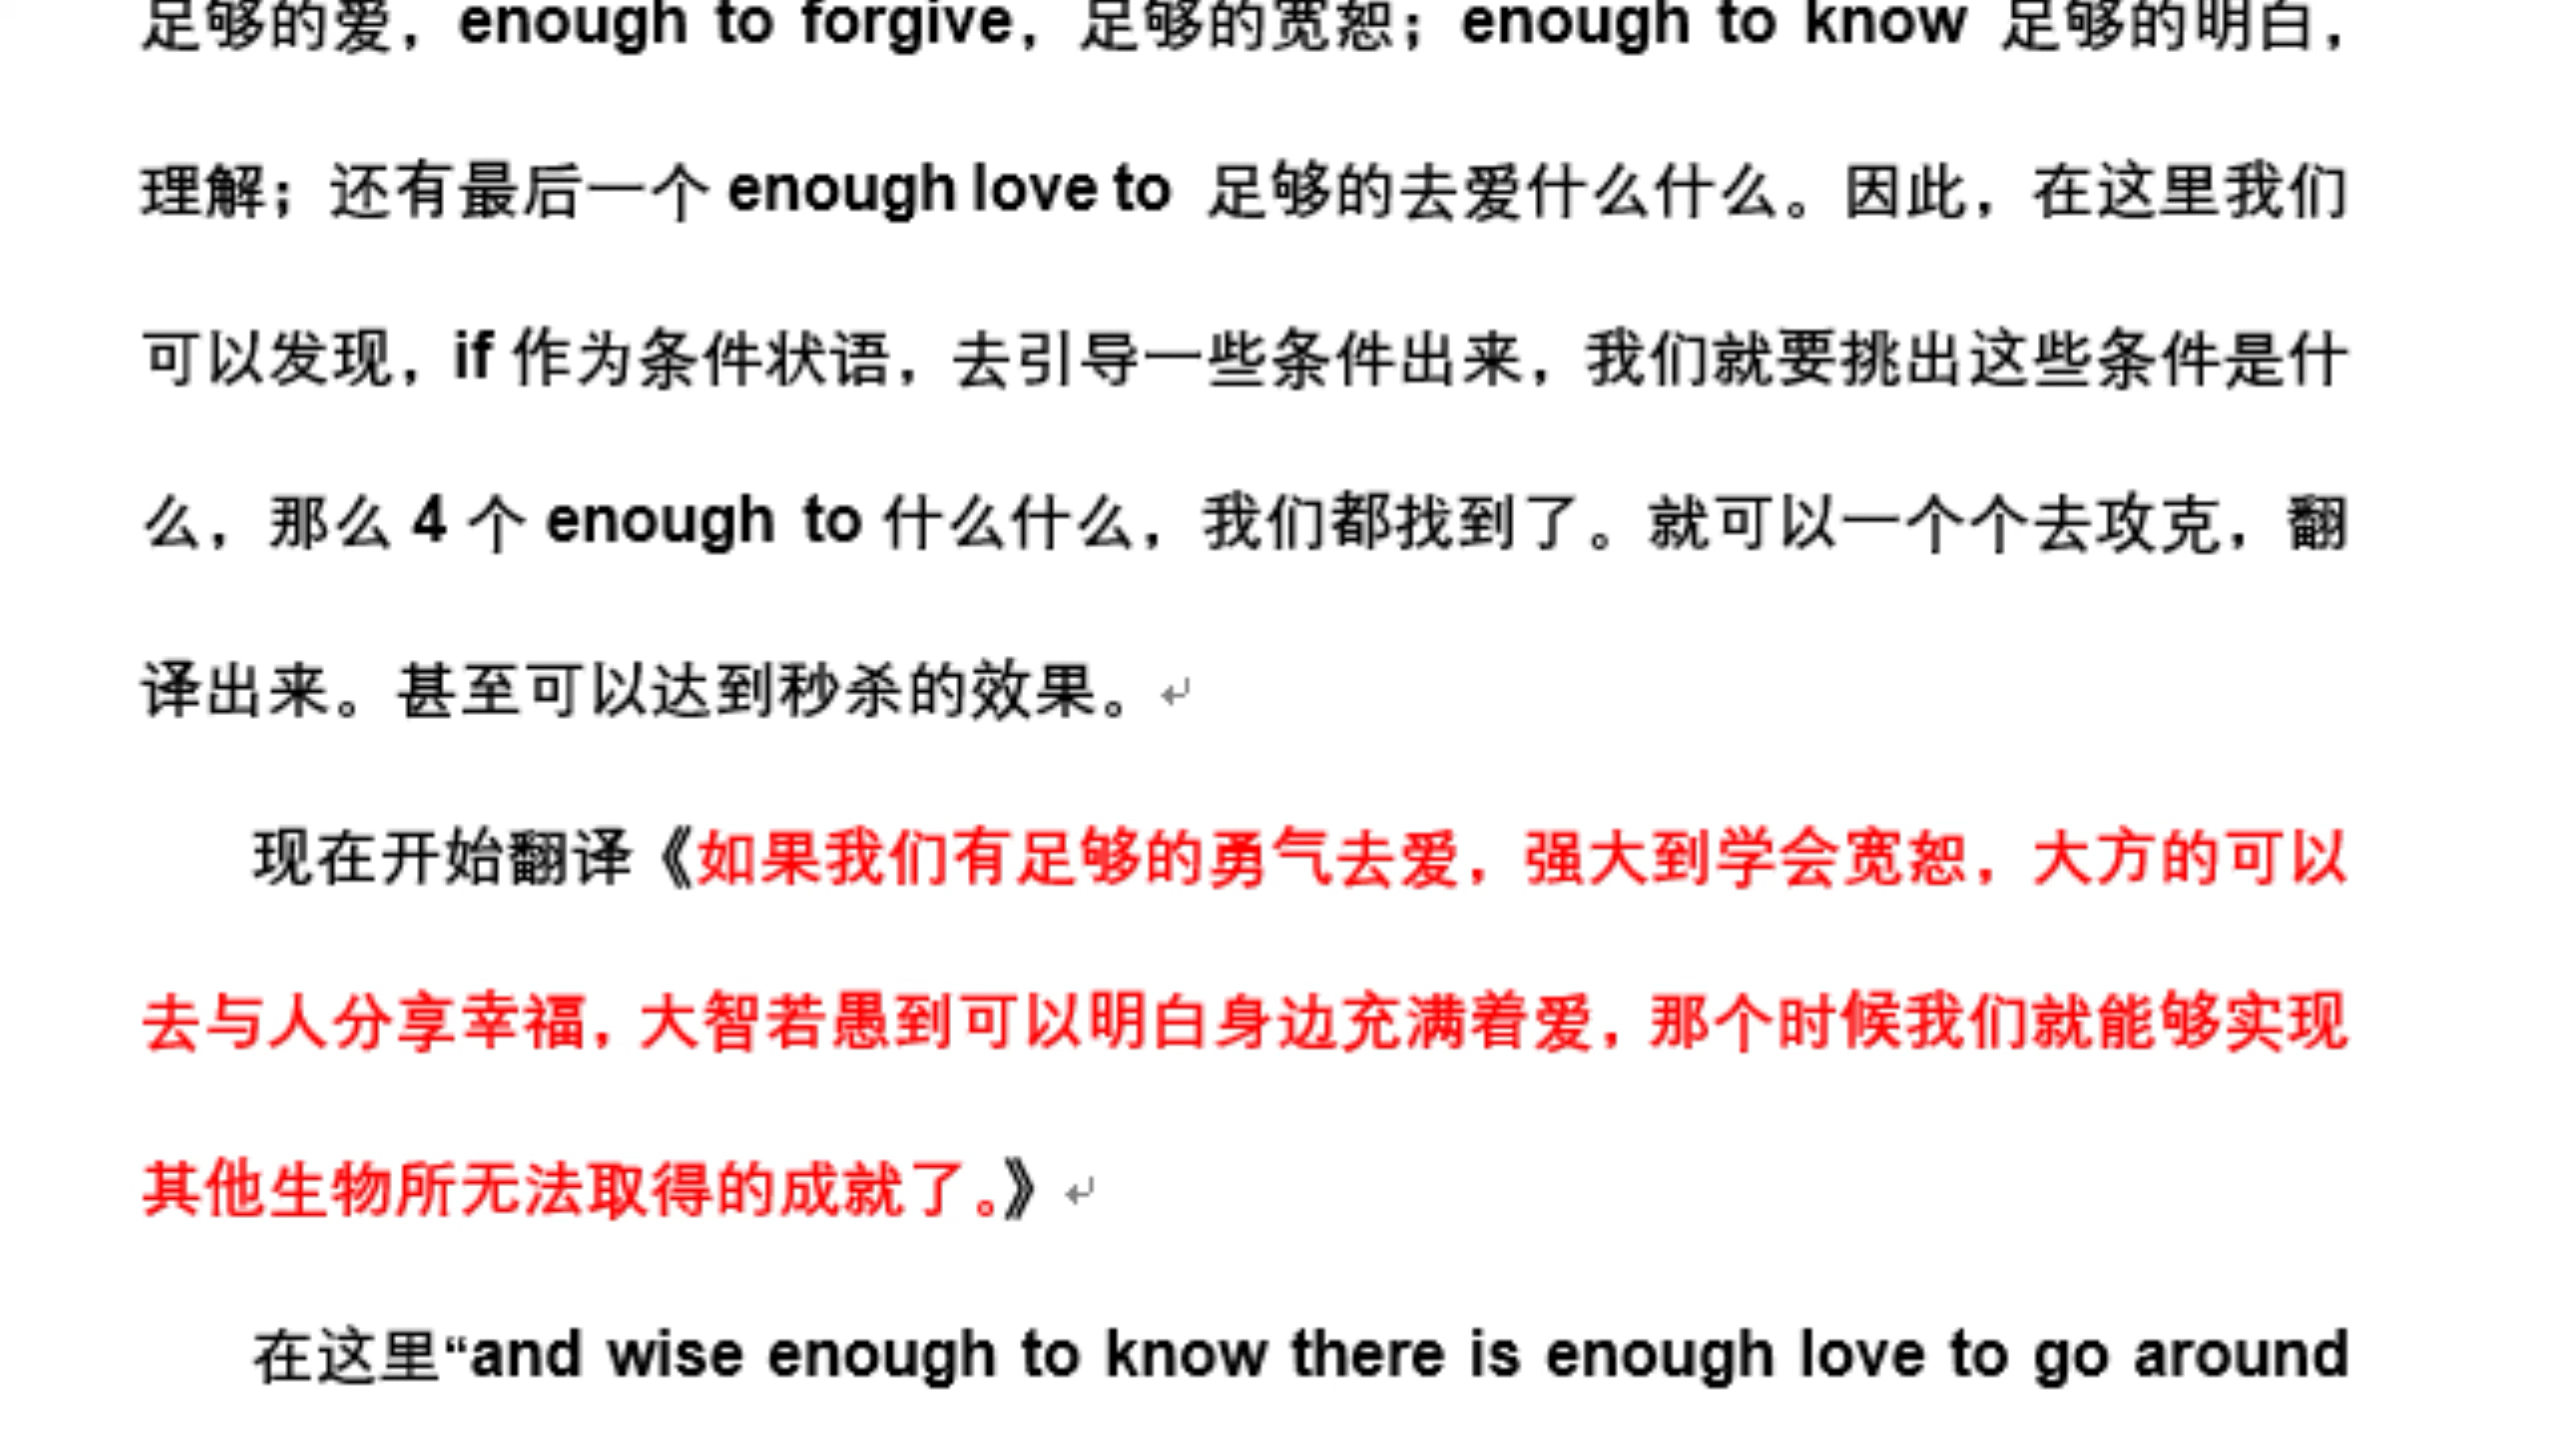 足够的爱，enough to forgive，足够的宽恕；enough to know 足够的明白，
理解；还有最后一个 enough love to 足够的去爱什么什么。因此，在这里我们
可以发现，if 作为条件状语，去引导一些条件出来，我们就要挑出这些条件是什
么，那么 4 个 enough to 什么什么，我们都找到了。就可以一个个去攻克，翻
译出来。甚至可以达到秒杀的效果。
现在开始翻译《如果我们有足够的勇气去爱，强大到学会宽恕，大方的可以
去与人分享幸福，大智若愚到可以明白身边充满着爱，那个时候我们就能够实现
其他生物所无法取得的成就了。》
在这里“and wise enough to know there is enough love to go around